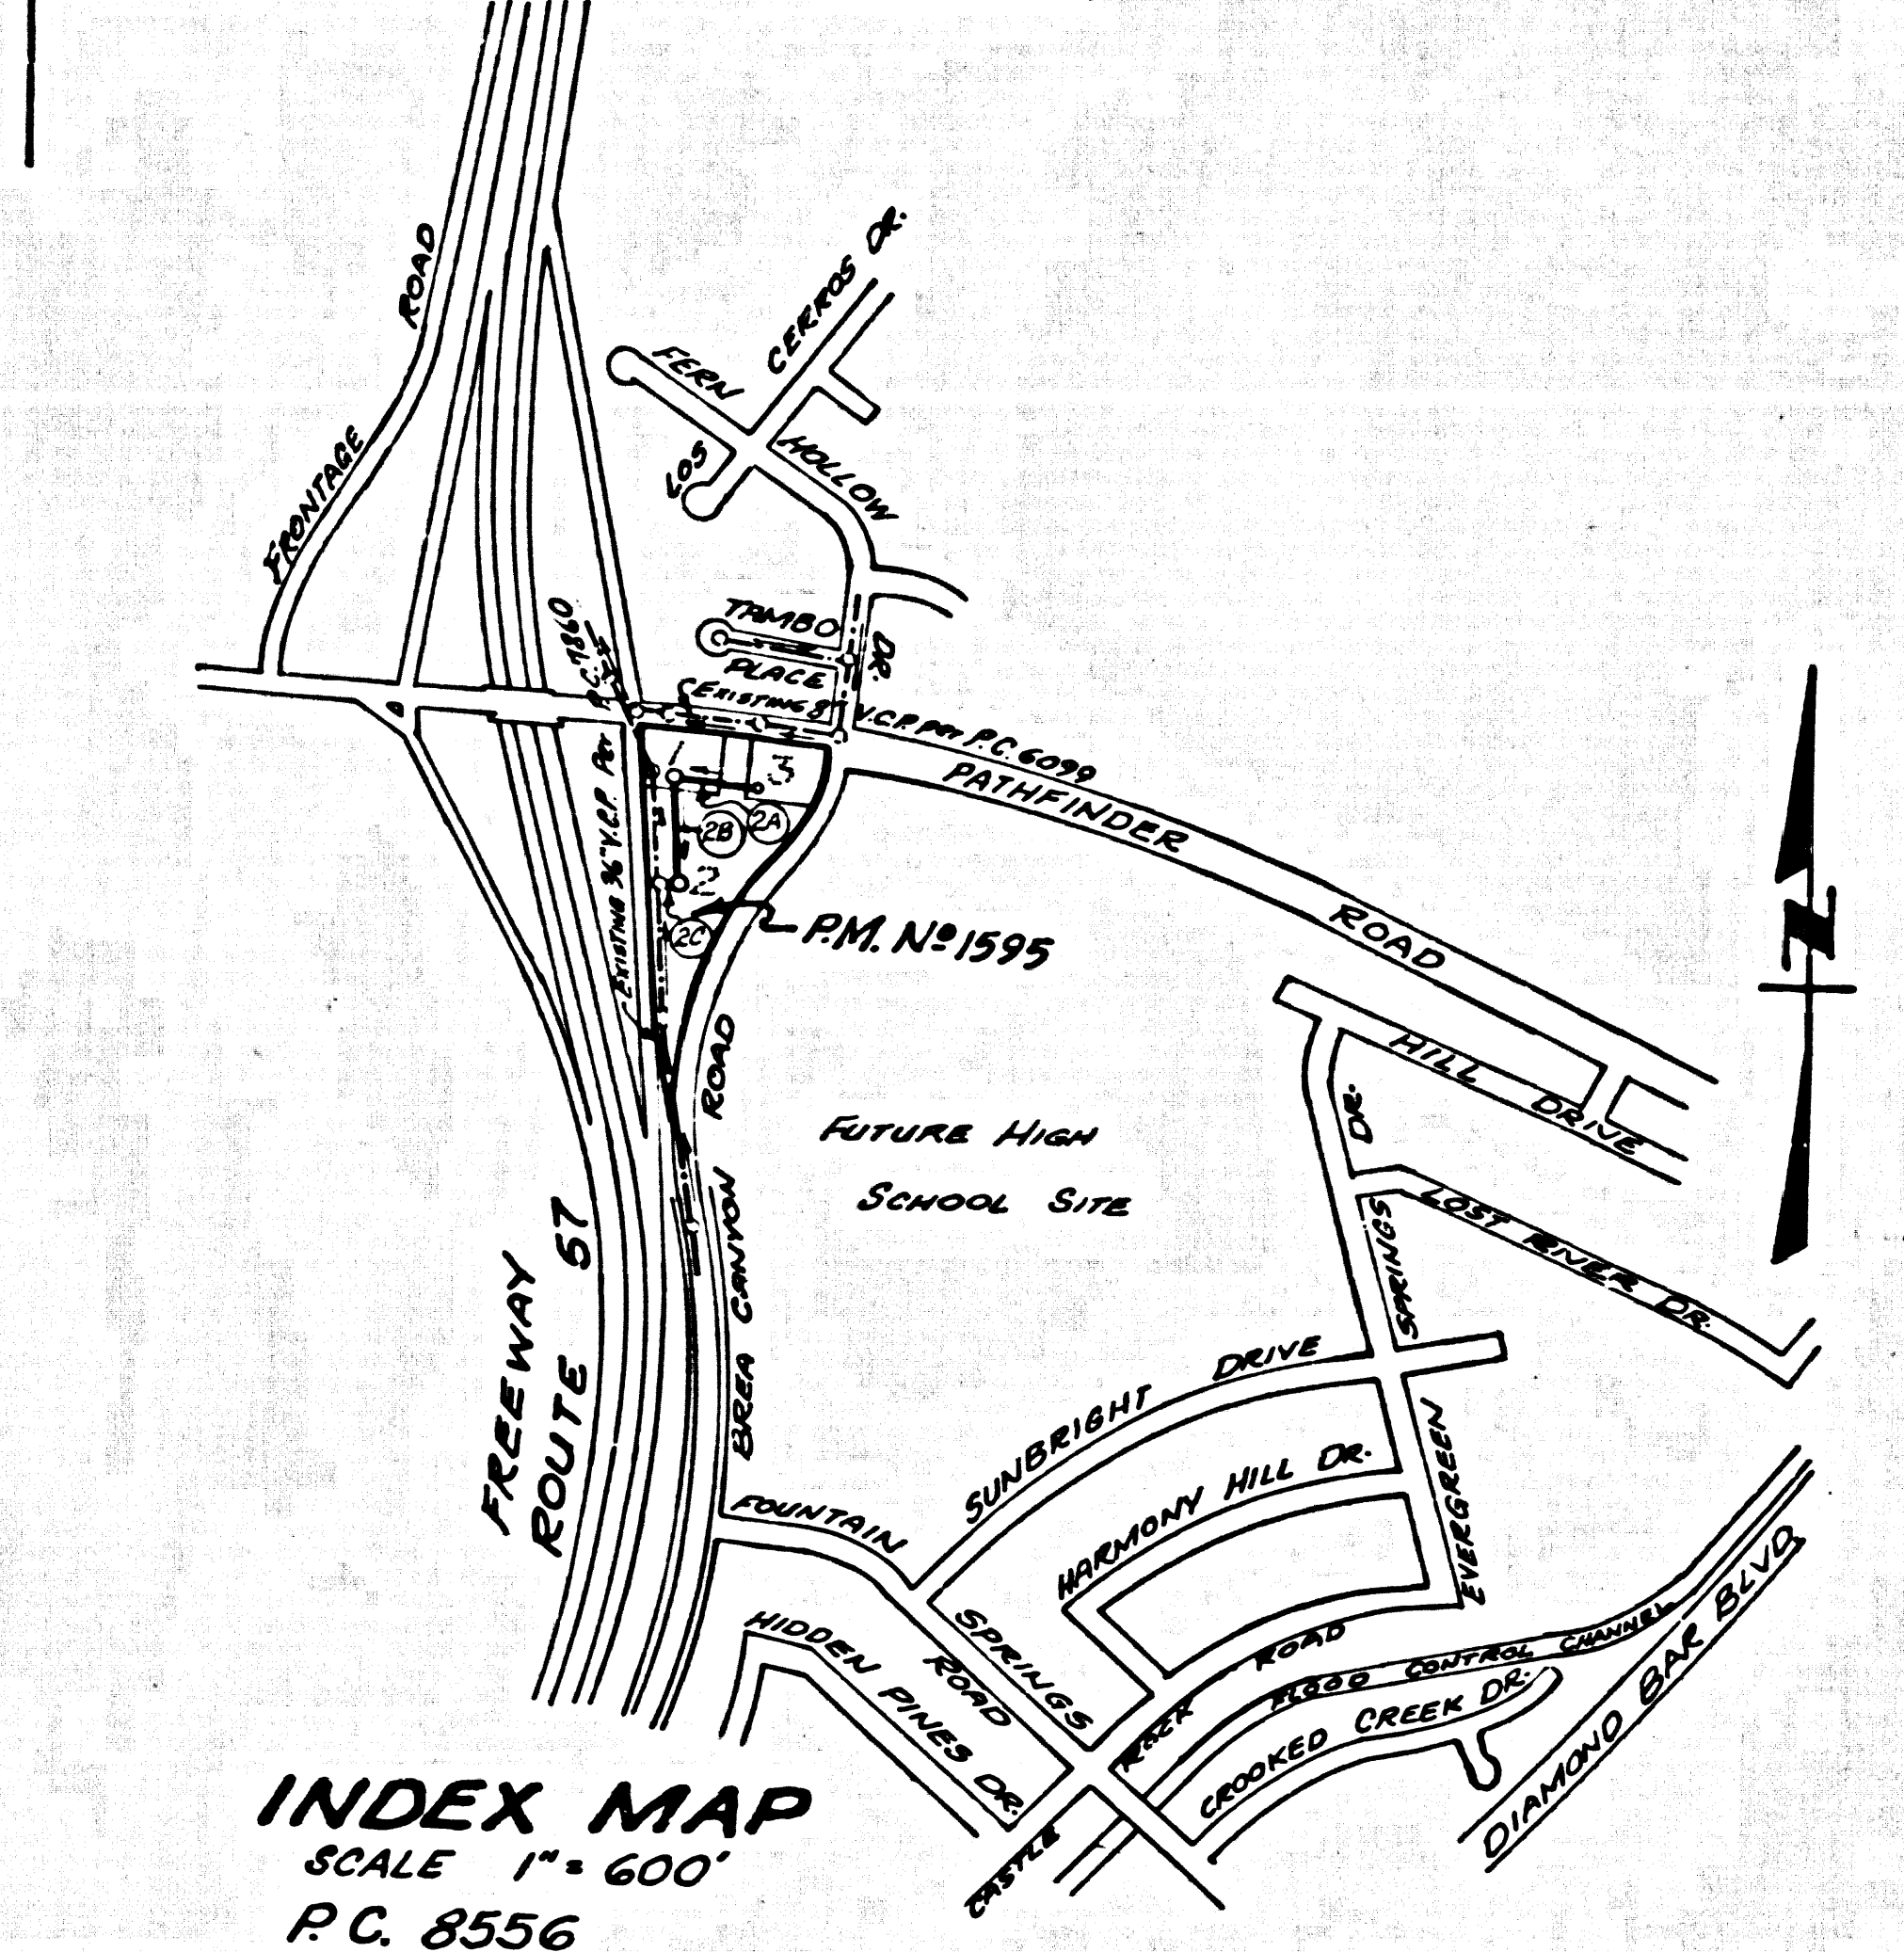 FRONTAGE ROAD
LOS CERROS DR.
FERN HOLLOW DR.
TAMBO
PLACE
EXISTING 8" V.C.P. per P.C. 6099
PATHFINDER ROAD
EXISTING 36" V.C.P. Per P.C. 7860
1
3
2B
2A
2
2C
P.M. Nº 1595
N
HILL DRIVE
FUTURE HIGH
SCHOOL SITE
LOST RIVER DR.
EVERGREEN SPRINGS DR.
BREA CANYON ROAD
FREEWAY
ROUTE 57
SUNBRIGHT DRIVE
HARMONY HILL DR.
FOUNTAIN SPRINGS ROAD
HIDDEN PINES DR.
CASTLE ROCK ROAD
FLOOD CONTROL CHANNEL
CROOKED CREEK DR.
DIAMOND BAR BLVD
INDEX MAP
SCALE 1" = 600'
P.C. 8556